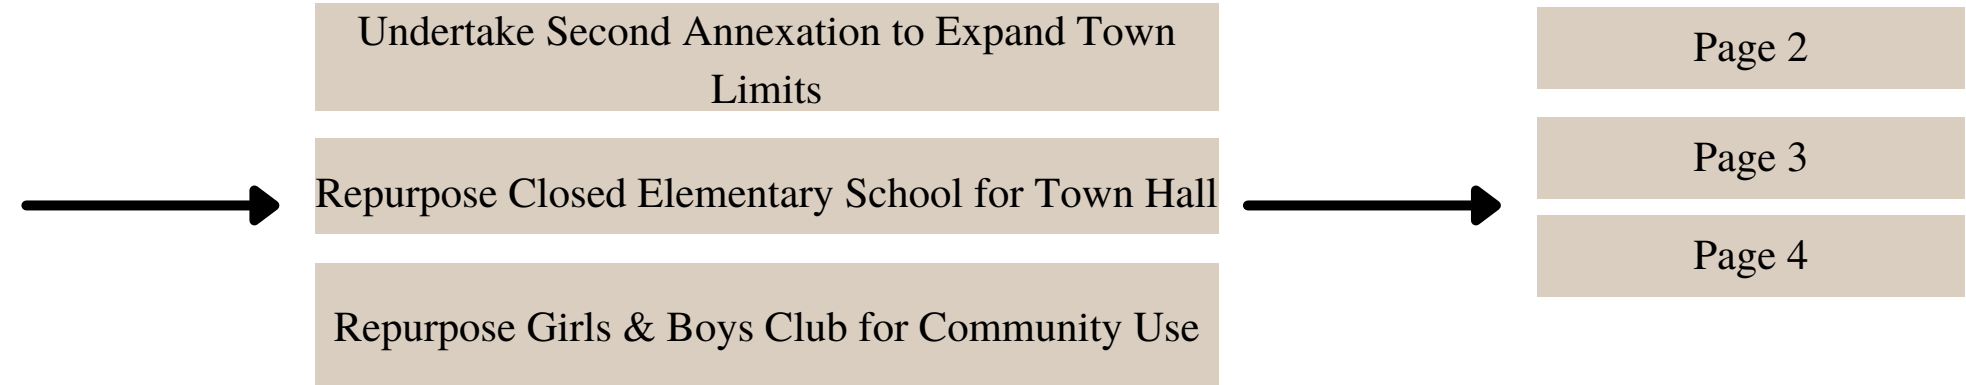 Undertake Second Annexation to Expand Town
Limits
Repurpose Closed Elementary School for Town Hall
Repurpose Girls & Boys Club for Community Use
Page 2
Page 3
Page 4